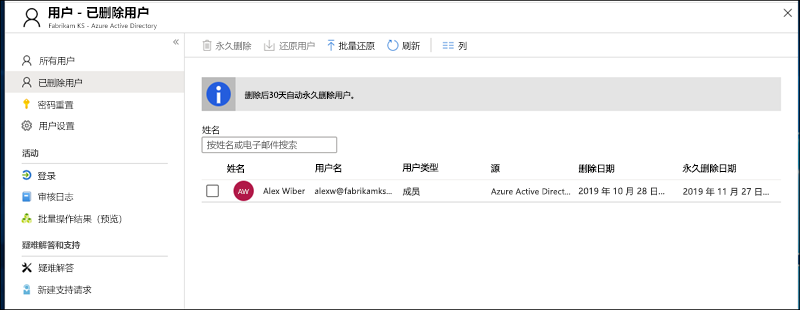 用户 - 已删除用户
Fabrikam KS - Azure Active Directory
所有用户
已删除用户
密码重置
用户设置
活动
登录
审核日志
批量操作结果（预览）
疑难解答和支持
疑难解答
新建支持请求
永久删除 还原用户 批量还原 刷新 列
删除后30天自动永久删除用户。
姓名
按姓名或电子邮件搜索
姓名 用户名 用户类型 源 删除日期 永久删除日期
AW Alex Wiber alexw@fabrikamks... 成员 Azure Active Direct... 2019 年 10 月 28 日... 2019 年 11 月 27 日...